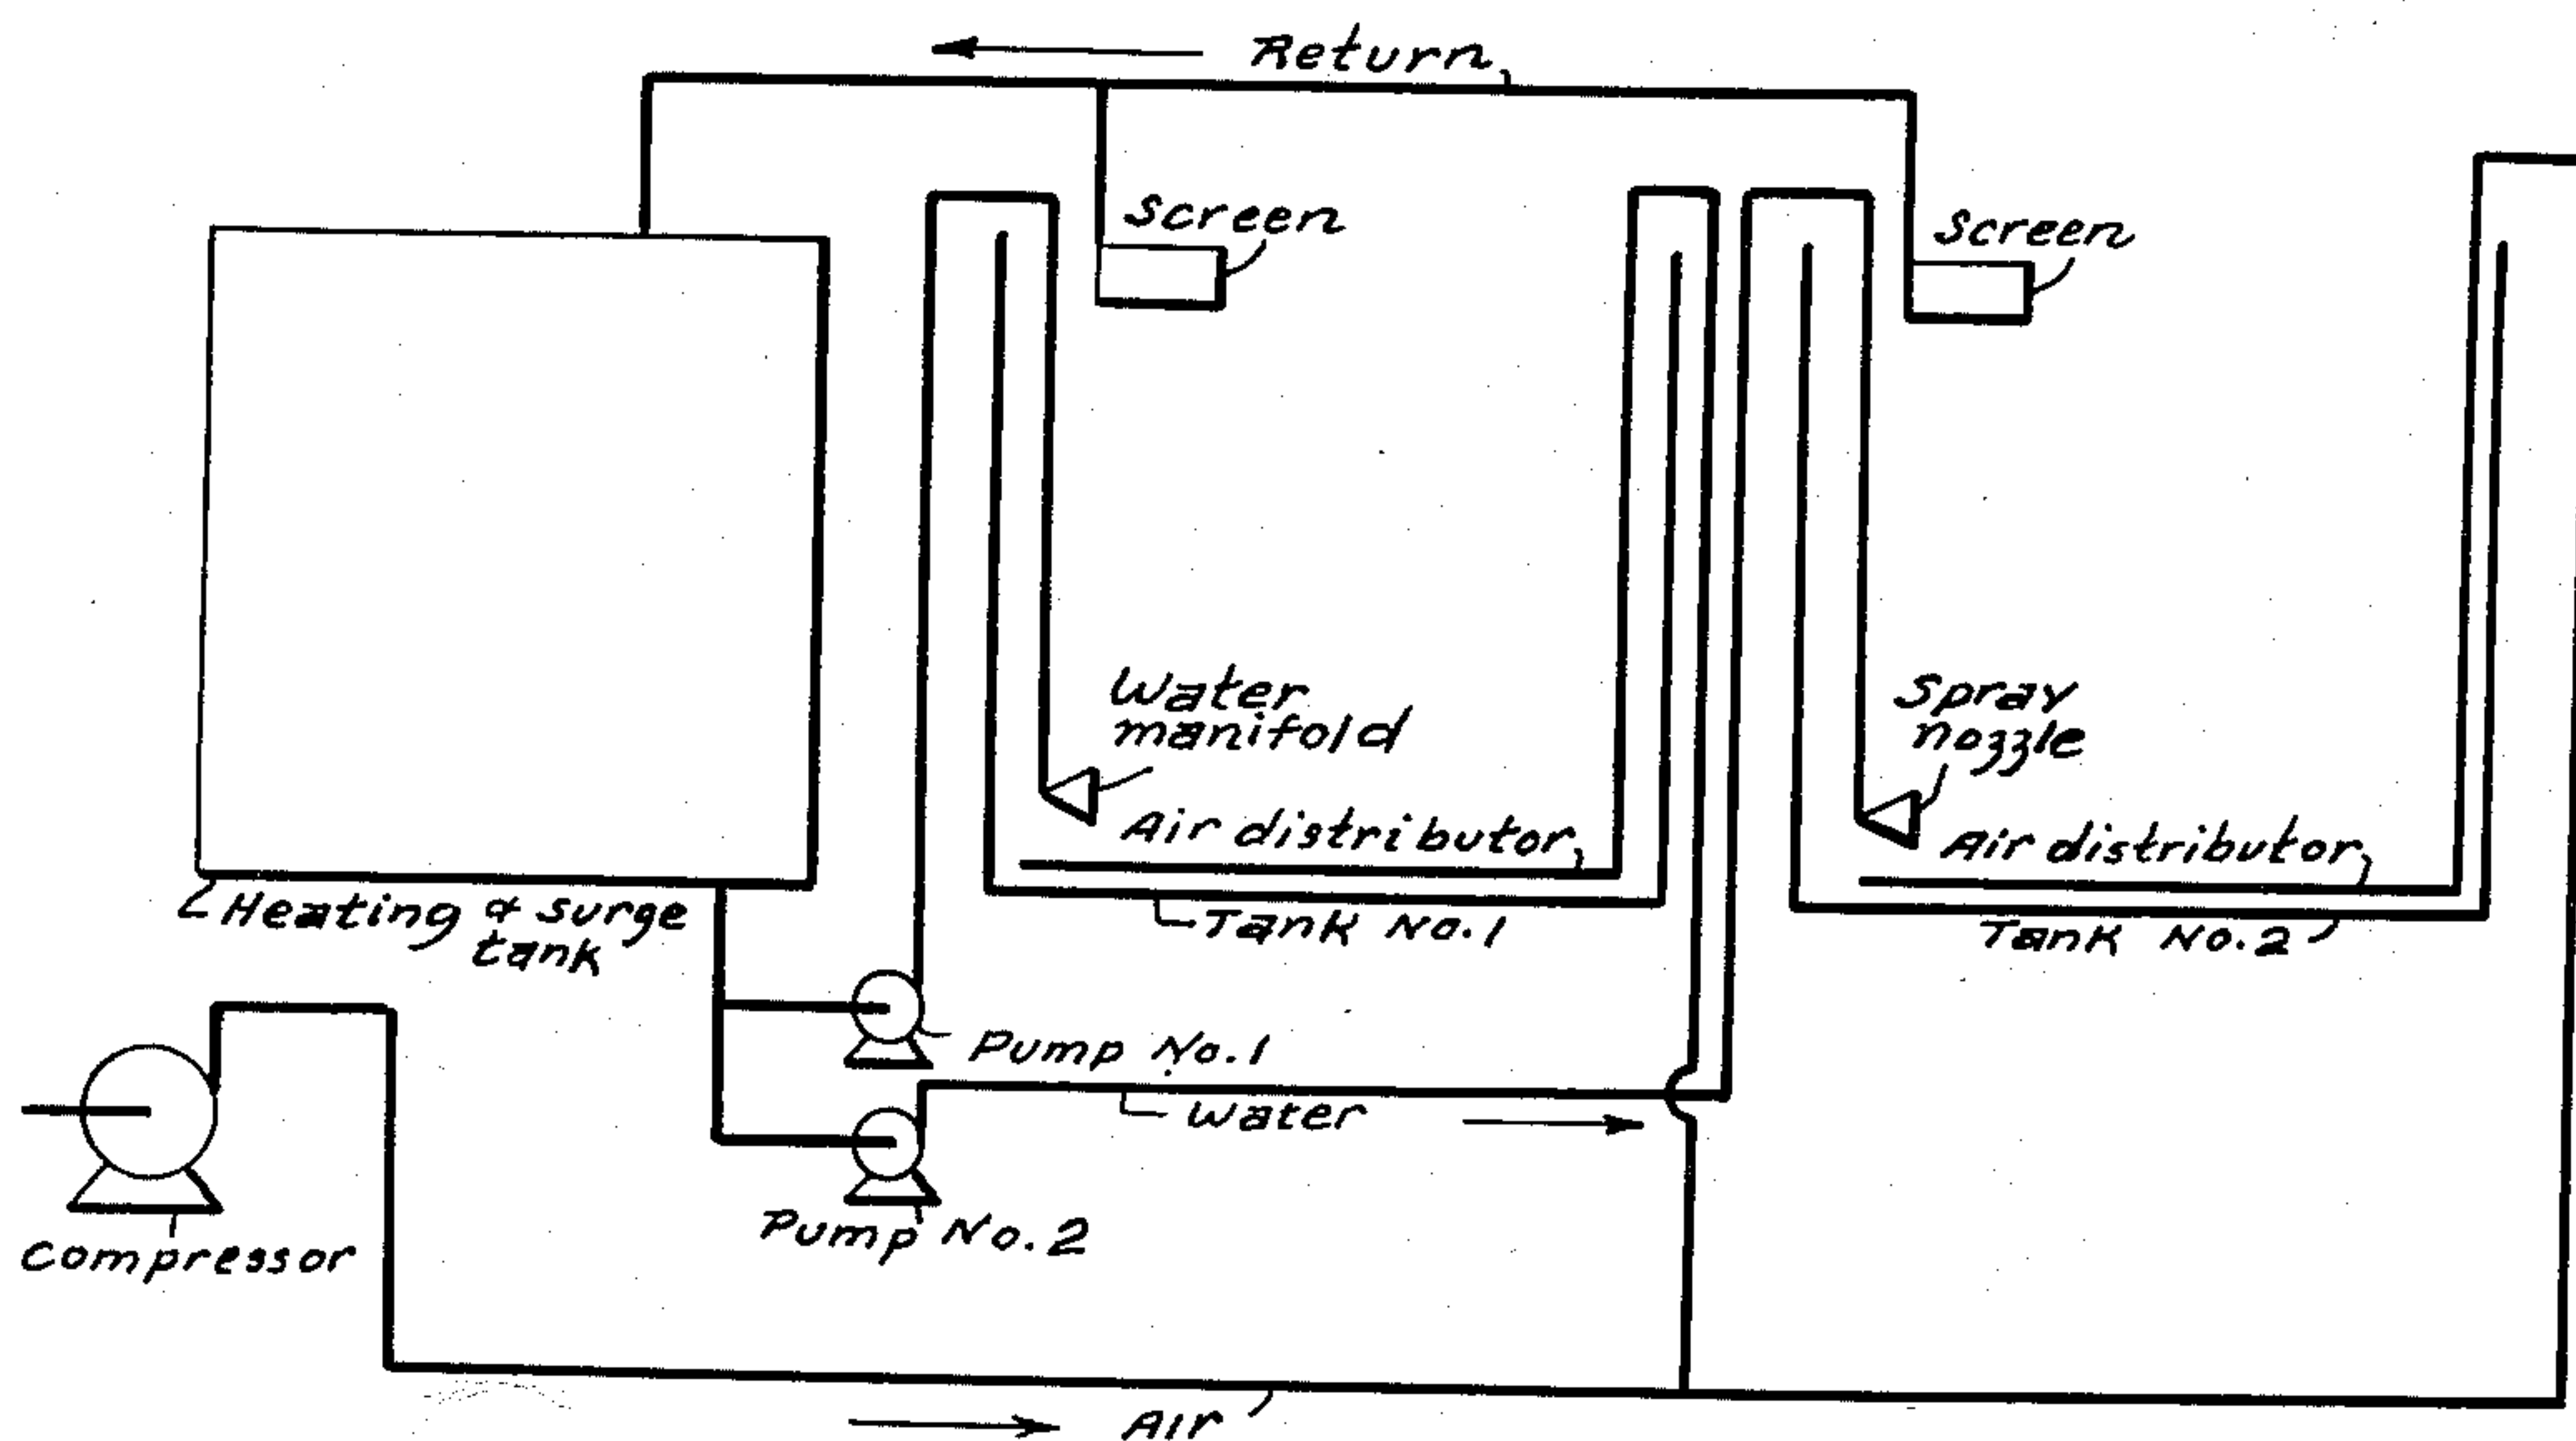 Return
Screen
Screen
Water
manifold
Spray
nozzle
Air distributor
Air distributor
Heating & surge
tank
Tank No. 1
Tank No. 2
Pump No. 1
Water
Pump No. 2
Compressor
Air